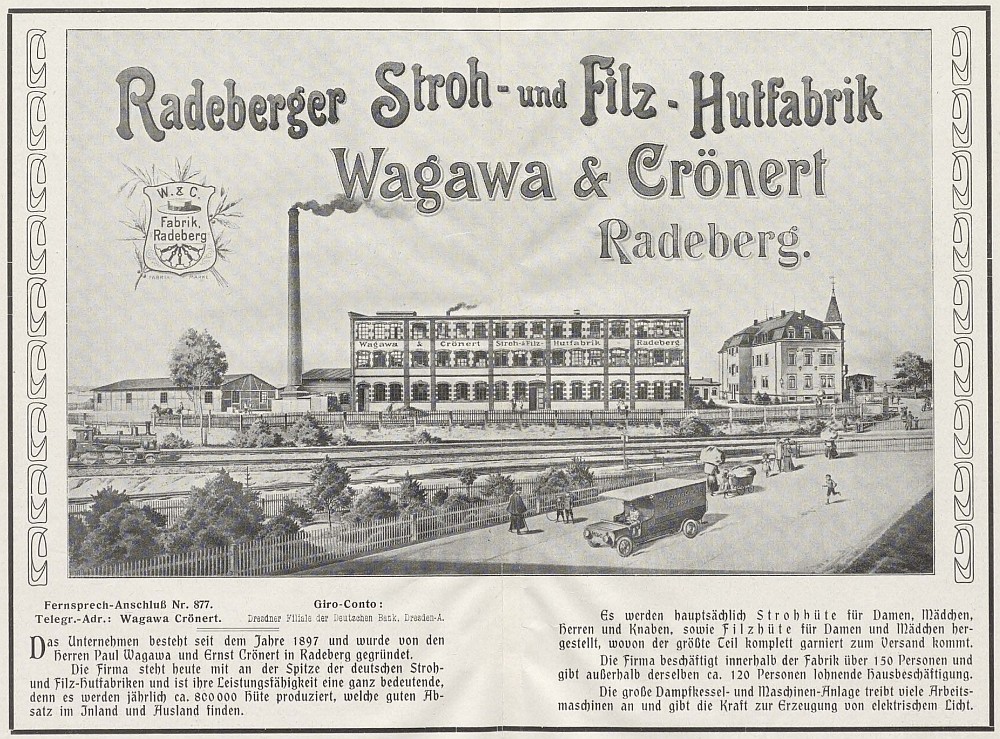 Radeberger Stroh- und Filz-Hutfabrik
Wagawa & Crönert
Radeberg.
W. & C.
Fabrik,
Radeberg
Wagawa & Crönert Stroh-&Filz-Hutfabrik Radeberg
Fernsprech-Anschluß Nr. 877.
Telegr.-Adr.: Wagawa Crönert.
Giro-Conto:
Dresdner Filiale der Deutschen Bank, Dresden-A.
Das Unternehmen besteht seit dem Jahre 1897 und wurde von den
Herren Paul Wagawa und Ernst Crönert in Radeberg gegründet.
Die Firma steht heute mit an der Spitze der deutschen Stroh-
und Filz-Hutfabriken und ist ihre Leistungsfähigkeit eine ganz bedeutende,
denn es werden jährlich ca. 800000 Hüte produziert, welche guten Ab-
satz im Inland und Ausland finden.
Es werden hauptsächlich Strohhüte für Damen, Mädchen,
Herren und Knaben, sowie Filzhüte für Damen und Mädchen her-
gestellt, wovon der größte Teil komplett garniert zum Versand kommt.
Die Firma beschäftigt innerhalb der Fabrik über 150 Personen und
gibt außerhalb derselben ca. 120 Personen lohnende Hausbeschäftigung.
Die große Dampfkessel- und Maschinen-Anlage treibt viele Arbeits-
maschinen an und gibt die Kraft zur Erzeugung von elektrischem Licht.